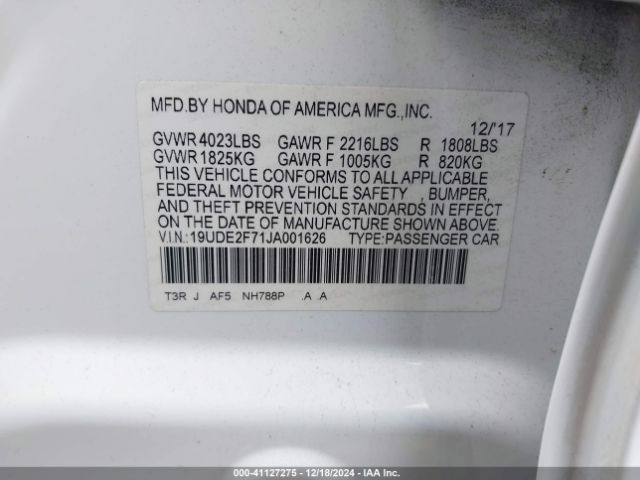 MFD.BY HONDA OF AMERICA MFG.,INC.
12/'17
GVWR 4023LBS GAWR F 2216LBS R 1808LBS
GVWR 1825KG GAWR F 1005KG R 820KG
THIS VEHICLE CONFORMS TO ALL APPLICABLE
FEDERAL MOTOR VEHICLE SAFETY , BUMPER,
AND THEFT PREVENTION STANDARDS IN EFFECT
ON THE DATE OF MANUFACTURE SHOWN ABOVE.
V.I.N.: 19UDE2F71JA001626 TYPE:PASSENGER CAR
T3R J AF5 NH788P .A .A
000-41127275 - 12/18/2024 - IAAI.COM